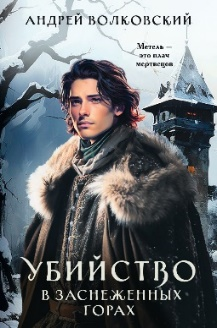 АНДРЕЙ ВОЛКОВСКИЙ
Метель —
это плач
мертвецов
УБИЙСТВО
В ЗАСНЕЖЕННЫХ
ГОРАХ